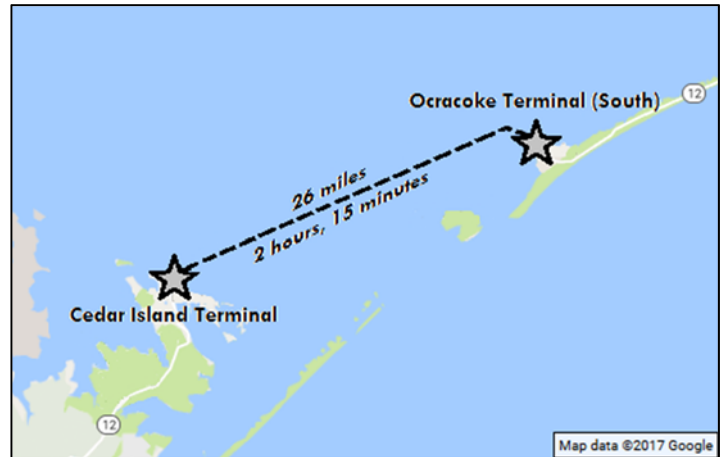 12
Ocracoke Terminal (South)
26 miles
2 hours, 15 minutes
Cedar Island Terminal
12
Map data ©2017 Google